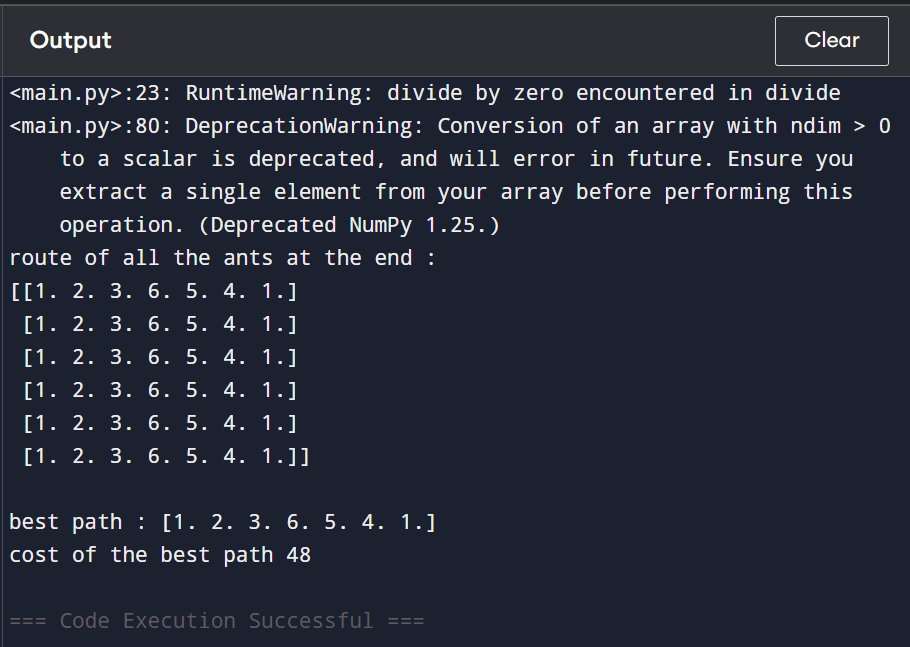 Output
Clear
<main.py>:23: RuntimeWarning: divide by zero encountered in divide
<main.py>:80: DeprecationWarning: Conversion of an array with ndim > 0
to a scalar is deprecated, and will error in future. Ensure you
extract a single element from your array before performing this
operation. (Deprecated NumPy 1.25.)
route of all the ants at the end :
[[1. 2. 3. 6. 5. 4. 1.]
[1. 2. 3. 6. 5. 4. 1.]
[1. 2. 3. 6. 5. 4. 1.]
[1. 2. 3. 6. 5. 4. 1.]
[1. 2. 3. 6. 5. 4. 1.]
[1. 2. 3. 6. 5. 4. 1.]]
best path : [1. 2. 3. 6. 5. 4. 1.]
cost of the best path 48
=== Code Execution Successful ===